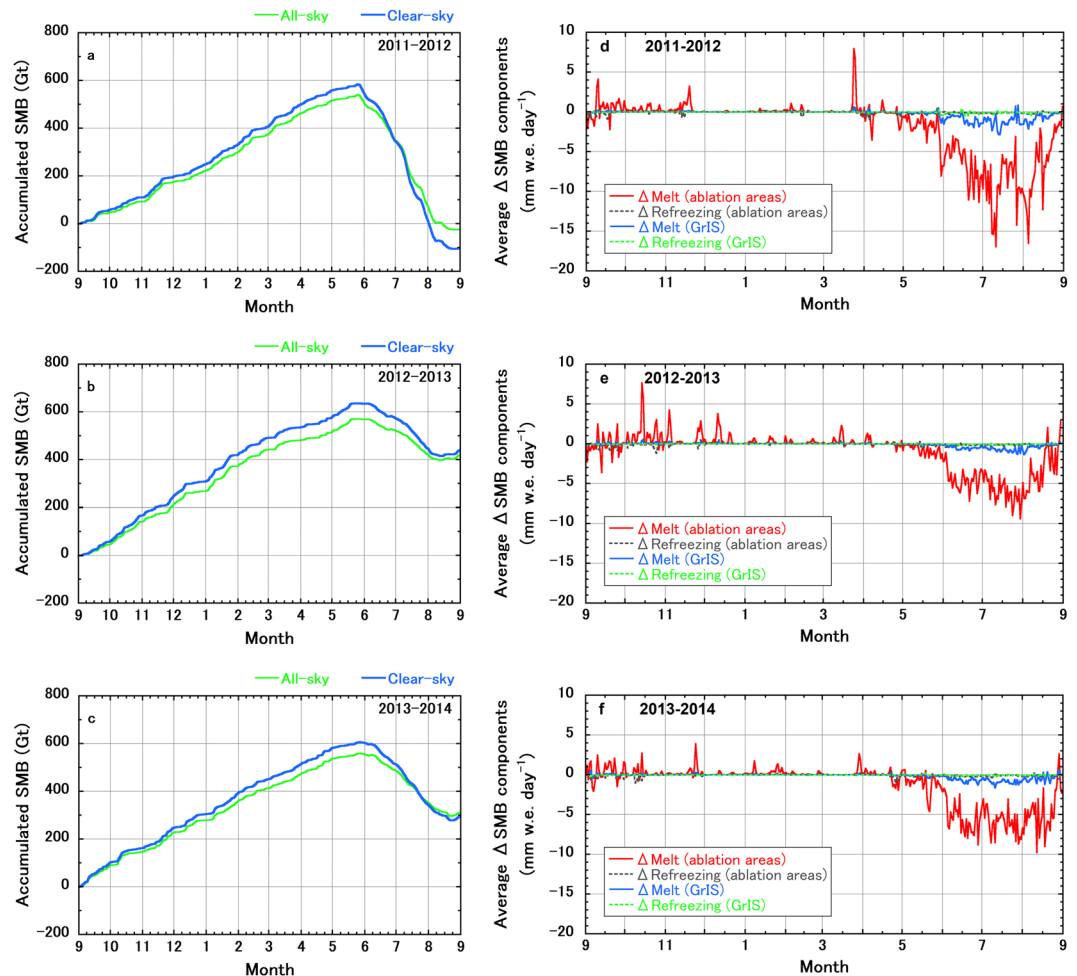 All-sky Clear-sky
a 2011-2012
Accumulated SMB (Gt)
800
600
400
200
0
-200
9 10 11 12 1 2 3 4 5 6 7 8 9
Month
d 2011-2012
Average Δ SMB components
(mm w.e. day⁻¹)
10
5
0
-5
-10
-15
-20
Δ Melt (ablation areas)
Δ Refreezing (ablation areas)
Δ Melt (GrIS)
Δ Refreezing (GrIS)
9 11 1 3 5 7 9
Month
All-sky Clear-sky
b 2012-2013
Accumulated SMB (Gt)
800
600
400
200
0
-200
9 10 11 12 1 2 3 4 5 6 7 8 9
Month
e 2012-2013
Average Δ SMB components
(mm w.e. day⁻¹)
10
5
0
-5
-10
-15
-20
Δ Melt (ablation areas)
Δ Refreezing (ablation areas)
Δ Melt (GrIS)
Δ Refreezing (GrIS)
9 11 1 3 5 7 9
Month
All-sky Clear-sky
c 2013-2014
Accumulated SMB (Gt)
800
600
400
200
0
-200
9 10 11 12 1 2 3 4 5 6 7 8 9
Month
f 2013-2014
Average Δ SMB components
(mm w.e. day⁻¹)
10
5
0
-5
-10
-15
-20
Δ Melt (ablation areas)
Δ Refreezing (ablation areas)
Δ Melt (GrIS)
Δ Refreezing (GrIS)
9 11 1 3 5 7 9
Month